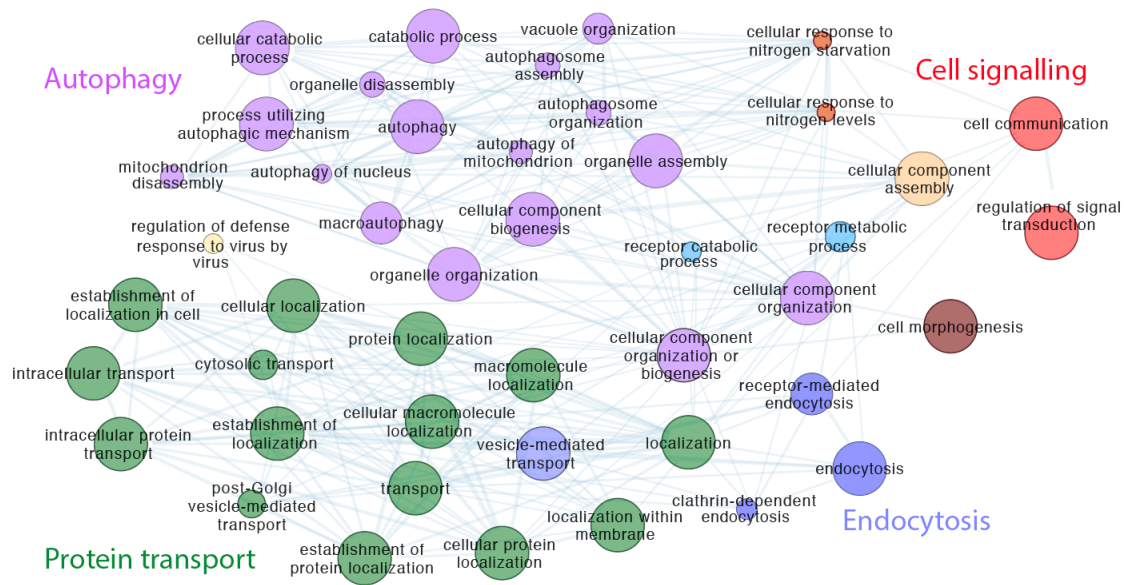 cellular catabolic
process
catabolic process
vacuole organization
cellular response to
nitrogen starvation
Autophagy
organelle disassembly
autophagosome
assembly
Cell signalling
process utilizing
autophagic mechanism
autophagy
autophagosome
organization
cellular response to
nitrogen levels
cell communication
mitochondrion
disassembly
autophagy of nucleus
autophagy of
mitochondrion
organelle assembly
cellular component
assembly
regulation of defense
response to virus by
virus
macroautophagy
cellular component
biogenesis
receptor catabolic
process
receptor metabolic
process
regulation of signal
transduction
organelle organization
cellular component
organization
establishment of
localization in cell
cellular localization
protein localization
cellular component
organization or
biogenesis
cell morphogenesis
intracellular transport
cytosolic transport
macromolecule
localization
receptor-mediated
endocytosis
intracellular protein
transport
establishment of
localization
cellular macromolecule
localization
vesicle-mediated
transport
localization
endocytosis
post-Golgi
vesicle-mediated
transport
transport
localization within
membrane
clathrin-dependent
endocytosis
Endocytosis
Protein transport
establishment of
protein localization
cellular protein
localization